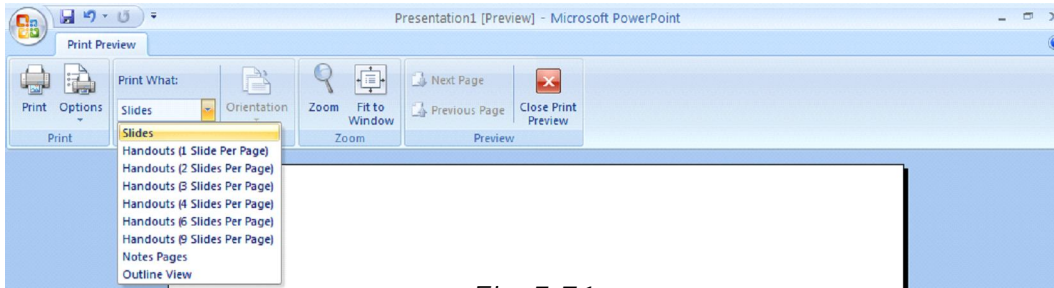 Presentation1 [Preview] - Microsoft PowerPoint
Print Preview
Print What:
Next Page
Print Options Slides Orientation Zoom Fit to Window Previous Page Close Print Preview
Print Zoom Preview
Slides
Handouts (1 Slide Per Page)
Handouts (2 Slides Per Page)
Handouts (3 Slides Per Page)
Handouts (4 Slides Per Page)
Handouts (6 Slides Per Page)
Handouts (9 Slides Per Page)
Notes Pages
Outline View